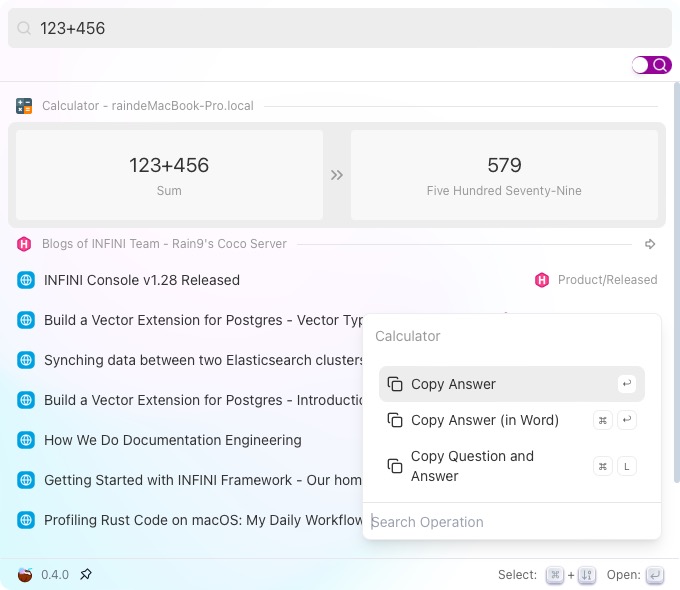 123+456
Calculator - raindeMacBook-Pro.local
123+456
Sum
579
Five Hundred Seventy-Nine
Blogs of INFINI Team - Rain9's Coco Server
INFINI Console v1.28 Released
Product/Released
Build a Vector Extension for Postgres - Vector Typ
Synching data between two Elasticsearch clusters
Build a Vector Extension for Postgres - Introductio
How We Do Documentation Engineering
Getting Started with INFINI Framework - Our hom
Profiling Rust Code on macOS: My Daily Workflow
Calculator
Copy Answer ↩
Copy Answer (in Word) ⌘ ↩
Copy Question and
Answer ⌘ L
Search Operation
0.4.0
Select: ⌘ + ↓↑ Open: ↩